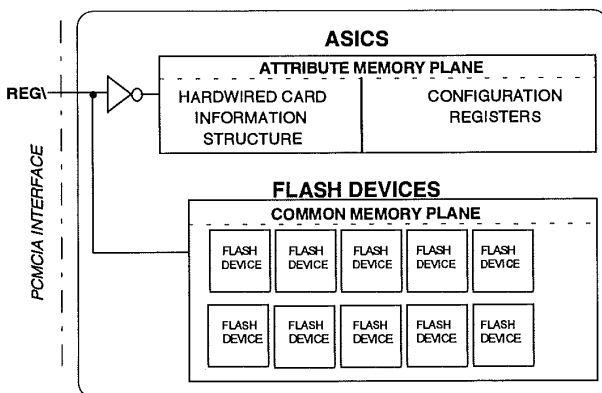 ASICS
ATTRIBUTE MEMORY PLANE
REG\
HARDWIRED CARD
INFORMATION
STRUCTURE
CONFIGURATION
REGISTERS
PCMCIA INTERFACE
FLASH DEVICES
COMMON MEMORY PLANE
FLASH
DEVICE
FLASH
DEVICE
FLASH
DEVICE
FLASH
DEVICE
FLASH
DEVICE
FLASH
DEVICE
FLASH
DEVICE
FLASH
DEVICE
FLASH
DEVICE
FLASH
DEVICE